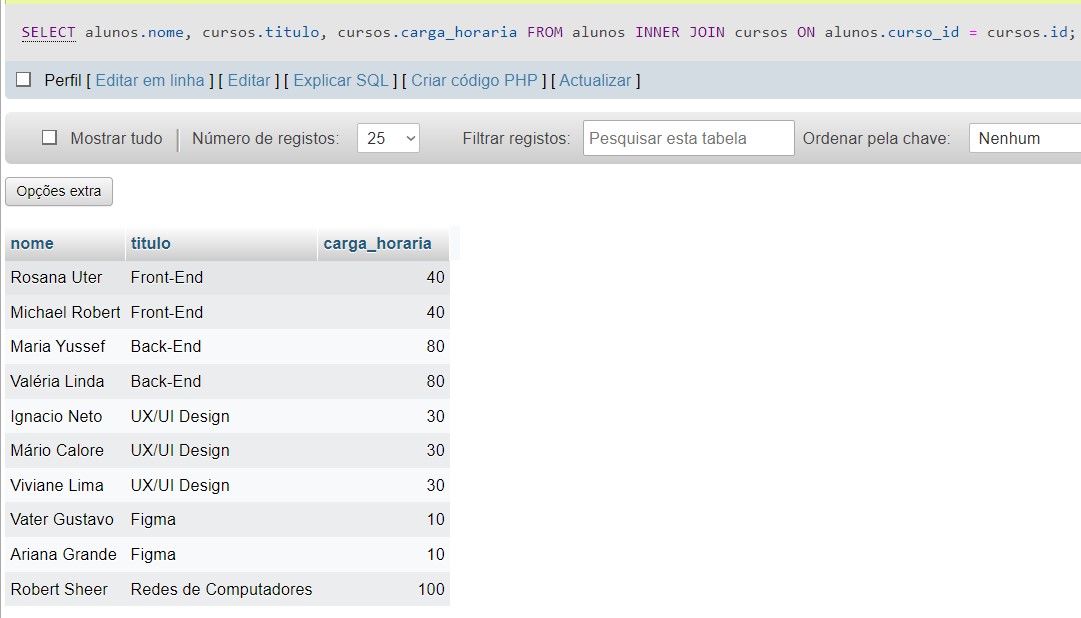 SELECT alunos.nome, cursos.titulo, cursos.carga_horaria FROM alunos INNER JOIN cursos ON alunos.curso_id = cursos.id;
Perfil [ Editar em linha ] [ Editar ] [ Explicar SQL ] [ Criar código PHP ] [ Actualizar ]
Mostrar tudo | Número de registos: 25 Filtrar registos: Pesquisar esta tabela Ordenar pela chave: Nenhum
Opções extra
nome titulo carga_horaria
Rosana Uter Front-End 40
Michael Robert Front-End 40
Maria Yussef Back-End 80
Valéria Linda Back-End 80
Ignacio Neto UX/UI Design 30
Mário Calore UX/UI Design 30
Viviane Lima UX/UI Design 30
Vater Gustavo Figma 10
Ariana Grande Figma 10
Robert Sheer Redes de Computadores 100